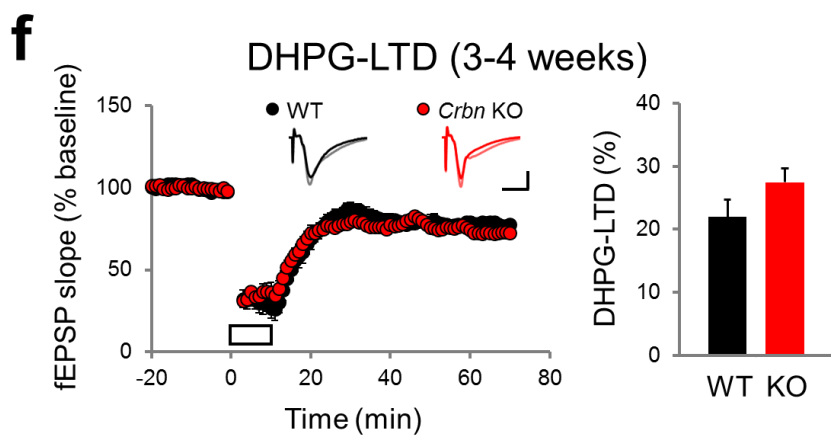 f
DHPG-LTD (3-4 weeks)
fEPSP slope (% baseline)
150
100
50
0
WT
Crbn KO
-20
0
20
40
60
80
Time (min)
DHPG-LTD (%)
40
30
20
10
0
WT
KO